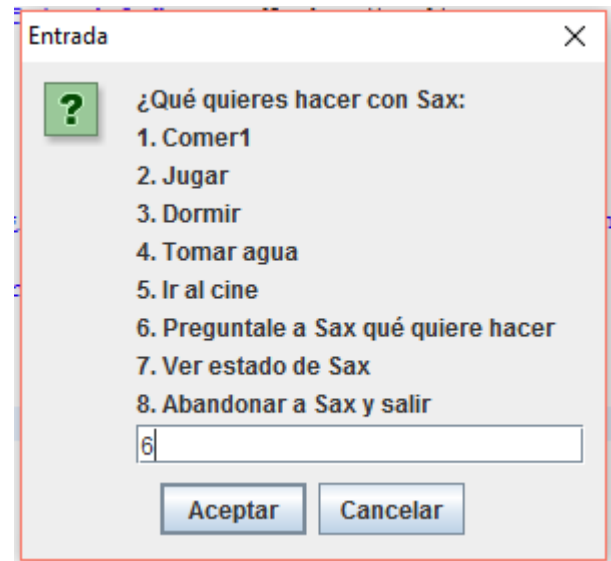 Entrada
?
¿Qué quieres hacer con Sax:
1. Comer1
2. Jugar
3. Dormir
4. Tomar agua
5. Ir al cine
6. Preguntale a Sax qué quiere hacer
7. Ver estado de Sax
8. Abandonar a Sax y salir
6
Aceptar Cancelar